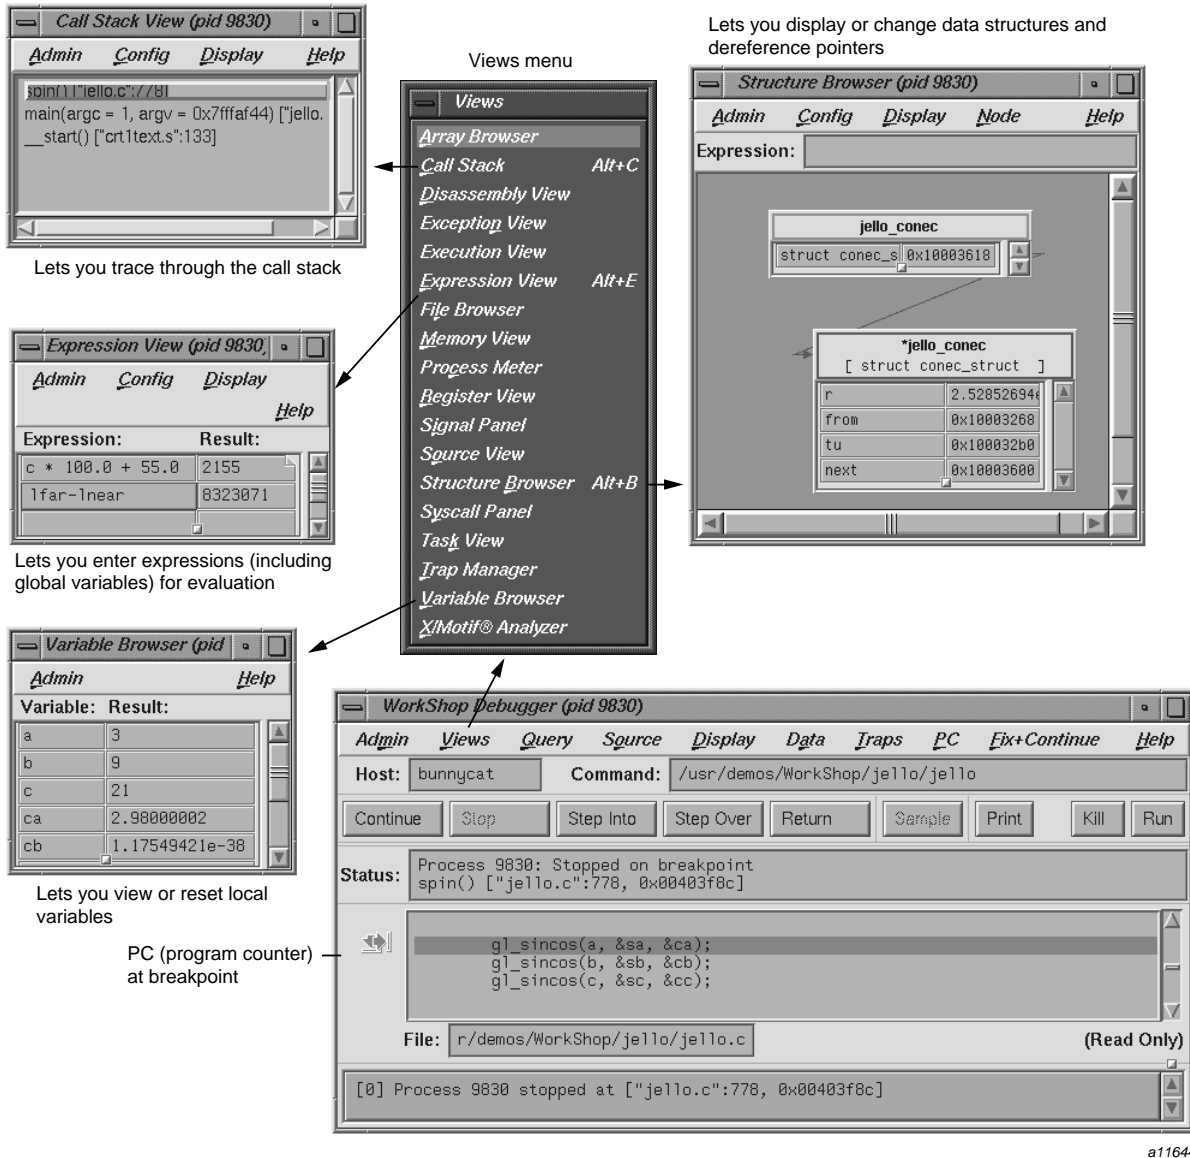 Call Stack View (pid 9830)
Admin Config Display Help
spin() ["jello.c":778]
main(argc = 1, argv = 0x7fffaf44) ["jello.
__start() ["crt1text.s":133]
Lets you trace through the call stack
Expression View (pid 9830)
Admin Config Display
Help
Expression: Result:
c * 100.0 + 55.0 2155
lfar-lnear 8323071
Lets you enter expressions (including
global variables) for evaluation
Variable Browser (pid
Admin Help
Variable: Result:
a 3
b 9
c 21
ca 2.98000002
cb 1.17549421e-38
Lets you view or reset local
variables
PC (program counter)
at breakpoint
Views menu
Views
Array Browser
Call Stack Alt+C
Disassembly View
Exception View
Execution View
Expression View Alt+E
File Browser
Memory View
Process Meter
Register View
Signal Panel
Source View
Structure Browser Alt+B
Syscall Panel
Task View
Trap Manager
Variable Browser
X/Motif® Analyzer
Lets you display or change data structures and
dereference pointers
Structure Browser (pid 9830)
Admin Config Display Node Help
Expression:
jello_conec
struct conec_s 0x10003618
*jello_conec
[ struct conec_struct ]
r 2.52852694e
from 0x10003268
tu 0x100032b0
next 0x10003600
WorkShop Debugger (pid 9830)
Admin Views Query Source Display Data Traps PC Fix+Continue Help
Host: bunnycat Command: /usr/demos/WorkShop/jello/jello
Continue Stop Step Into Step Over Return Sample Print Kill Run
Status: Process 9830: Stopped on breakpoint
spin() ["jello.c":778, 0x00403f8c]
gl_sincos(a, &sa, &ca);
gl_sincos(b, &sb, &cb);
gl_sincos(c, &sc, &cc);
File: r/demos/WorkShop/jello/jello.c (Read Only)
[0] Process 9830 stopped at ["jello.c":778, 0x00403f8c]
a11644